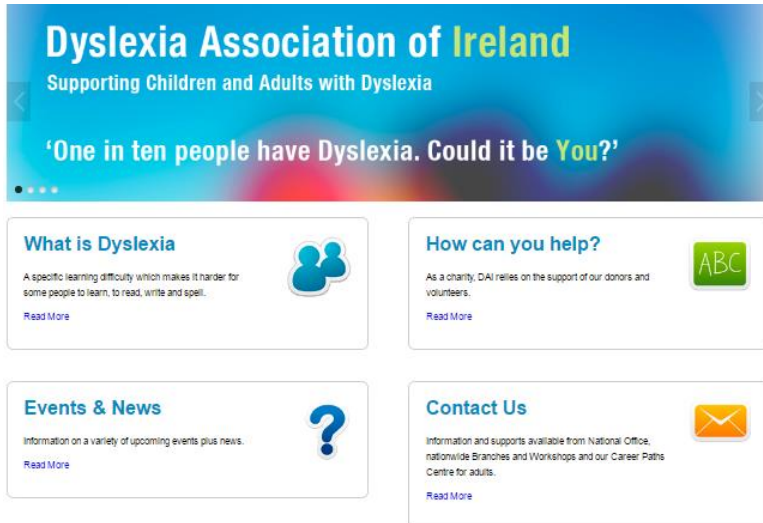 Dyslexia Association of Ireland
Supporting Children and Adults with Dyslexia
‘One in ten people have Dyslexia. Could it be You?’
What is Dyslexia
A specific learning difficulty which makes it harder for
some people to learn, to read, write and spell.
Read More
How can you help?
As a charity, DAI relies on the support of our donors and
volunteers.
Read More
ABC
Events & News
Information on a variety of upcoming events plus news.
Read More
?
Contact Us
Information and supports available from National Office,
nationwide Branches and Workshops and our Career Paths
Centre for adults.
Read More